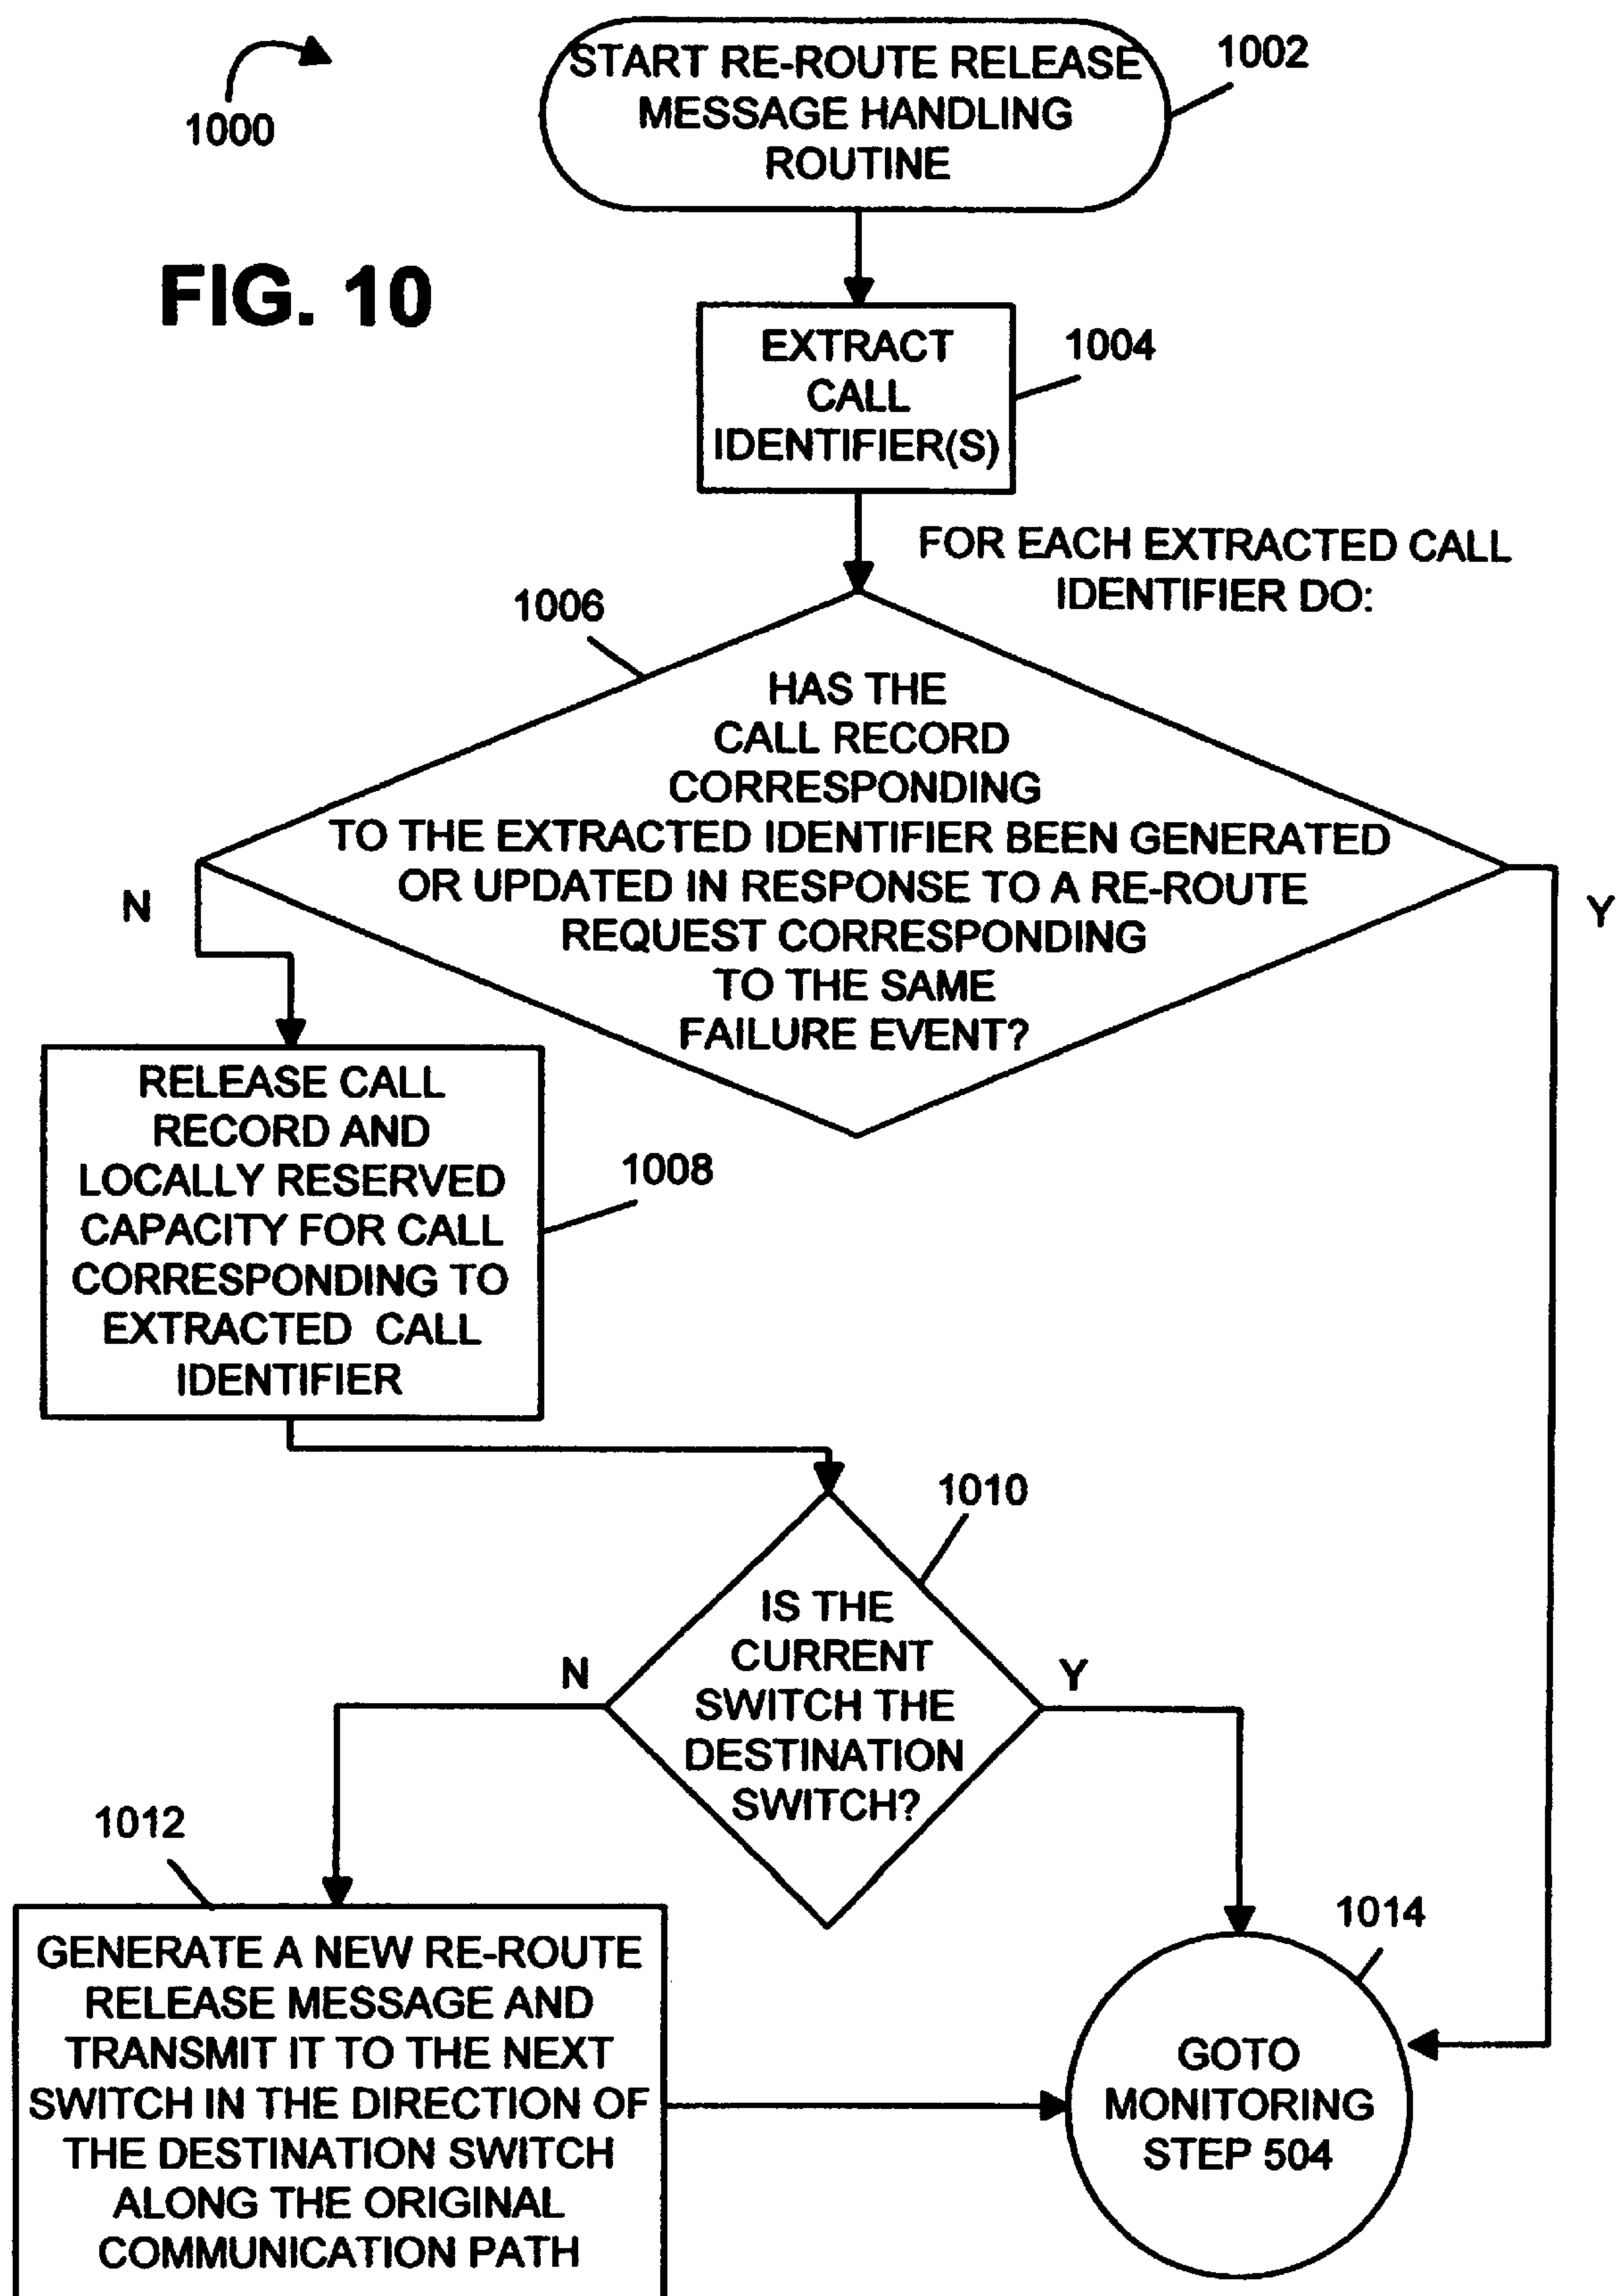 1000
START RE-ROUTE RELEASE
MESSAGE HANDLING
ROUTINE
1002
FIG. 10
EXTRACT
CALL
IDENTIFIER(S)
1004
FOR EACH EXTRACTED CALL
IDENTIFIER DO:
1006
HAS THE
CALL RECORD
CORRESPONDING
TO THE EXTRACTED IDENTIFIER BEEN GENERATED
OR UPDATED IN RESPONSE TO A RE-ROUTE
REQUEST CORRESPONDING
TO THE SAME
FAILURE EVENT?
N
Y
RELEASE CALL
RECORD AND
LOCALLY RESERVED
CAPACITY FOR CALL
CORRESPONDING TO
EXTRACTED CALL
IDENTIFIER
1008
1010
IS THE
CURRENT
SWITCH THE
DESTINATION
SWITCH?
N
Y
1012
GENERATE A NEW RE-ROUTE
RELEASE MESSAGE AND
TRANSMIT IT TO THE NEXT
SWITCH IN THE DIRECTION OF
THE DESTINATION SWITCH
ALONG THE ORIGINAL
COMMUNICATION PATH
1014
GOTO
MONITORING
STEP 504